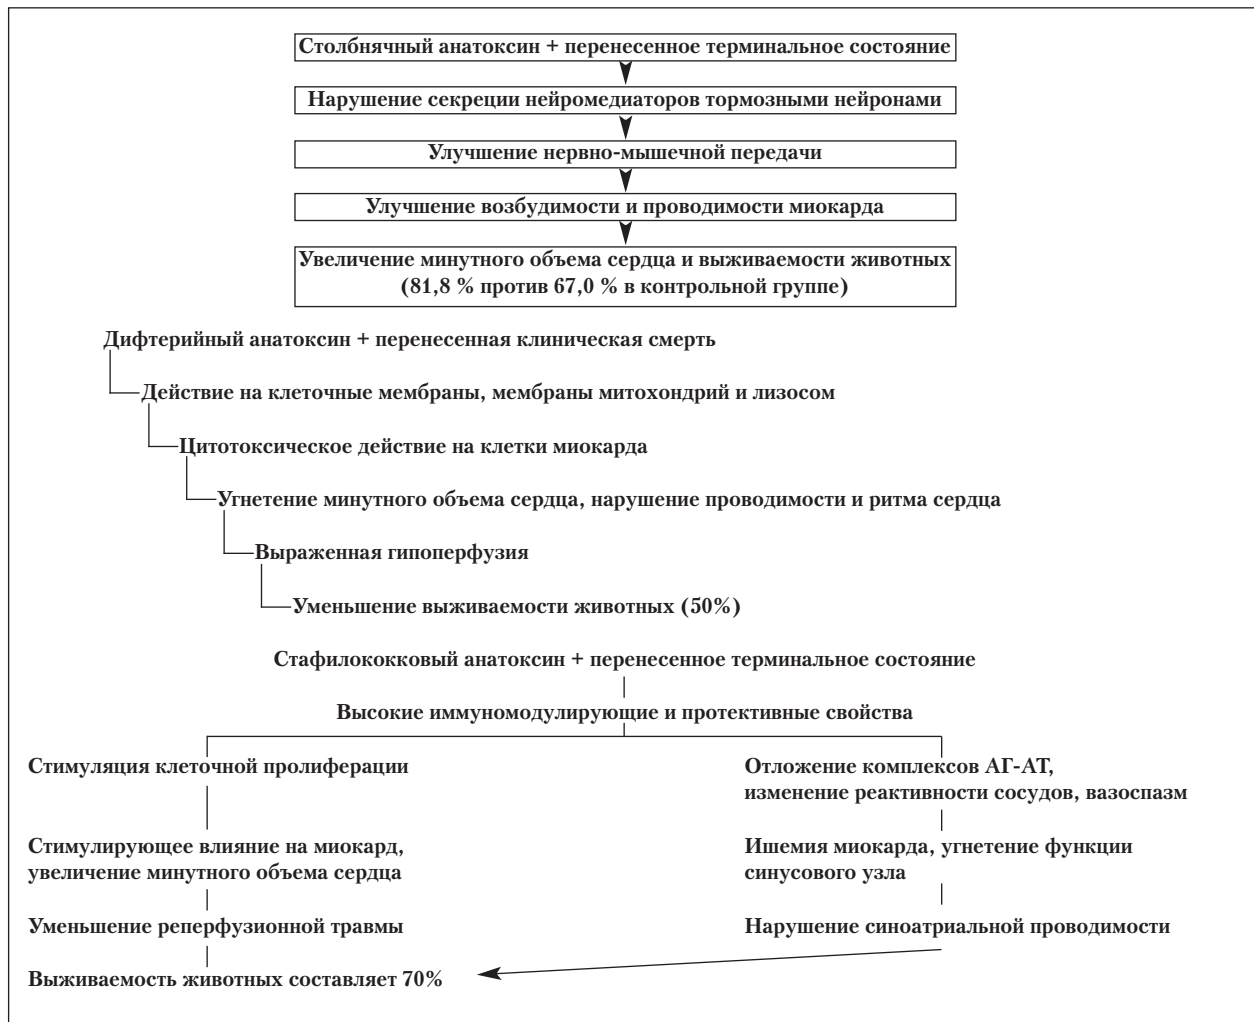 Столбнячный анатоксин + перенесенное терминальное состояние
Нарушение секреции нейромедиаторов тормозными нейронами
Улучшение нервно-мышечной передачи
Улучшение возбудимости и проводимости миокарда
Увеличение минутного объема сердца и выживаемости животных
(81,8 % против 67,0 % в контрольной группе)
Дифтерийный анатоксин + перенесенная клиническая смерть
Действие на клеточные мембраны, мембраны митохондрий и лизосом
Цитотоксическое действие на клетки миокарда
Угнетение минутного объема сердца, нарушение проводимости и ритма сердца
Выраженная гипоперфузия
Уменьшение выживаемости животных (50%)
Стафилококковый анатоксин + перенесенное терминальное состояние
Высокие иммуномодулирующие и протективные свойства
Стимуляция клеточной пролиферации
Стимулирующее влияние на миокард,
увеличение минутного объема сердца
Уменьшение реперфузионной травмы
Выживаемость животных составляет 70%
Отложение комплексов АГ-АТ,
изменение реактивности сосудов, вазоспазм
Ишемия миокарда, угнетение функции
синусового узла
Нарушение синоатриальной проводимости